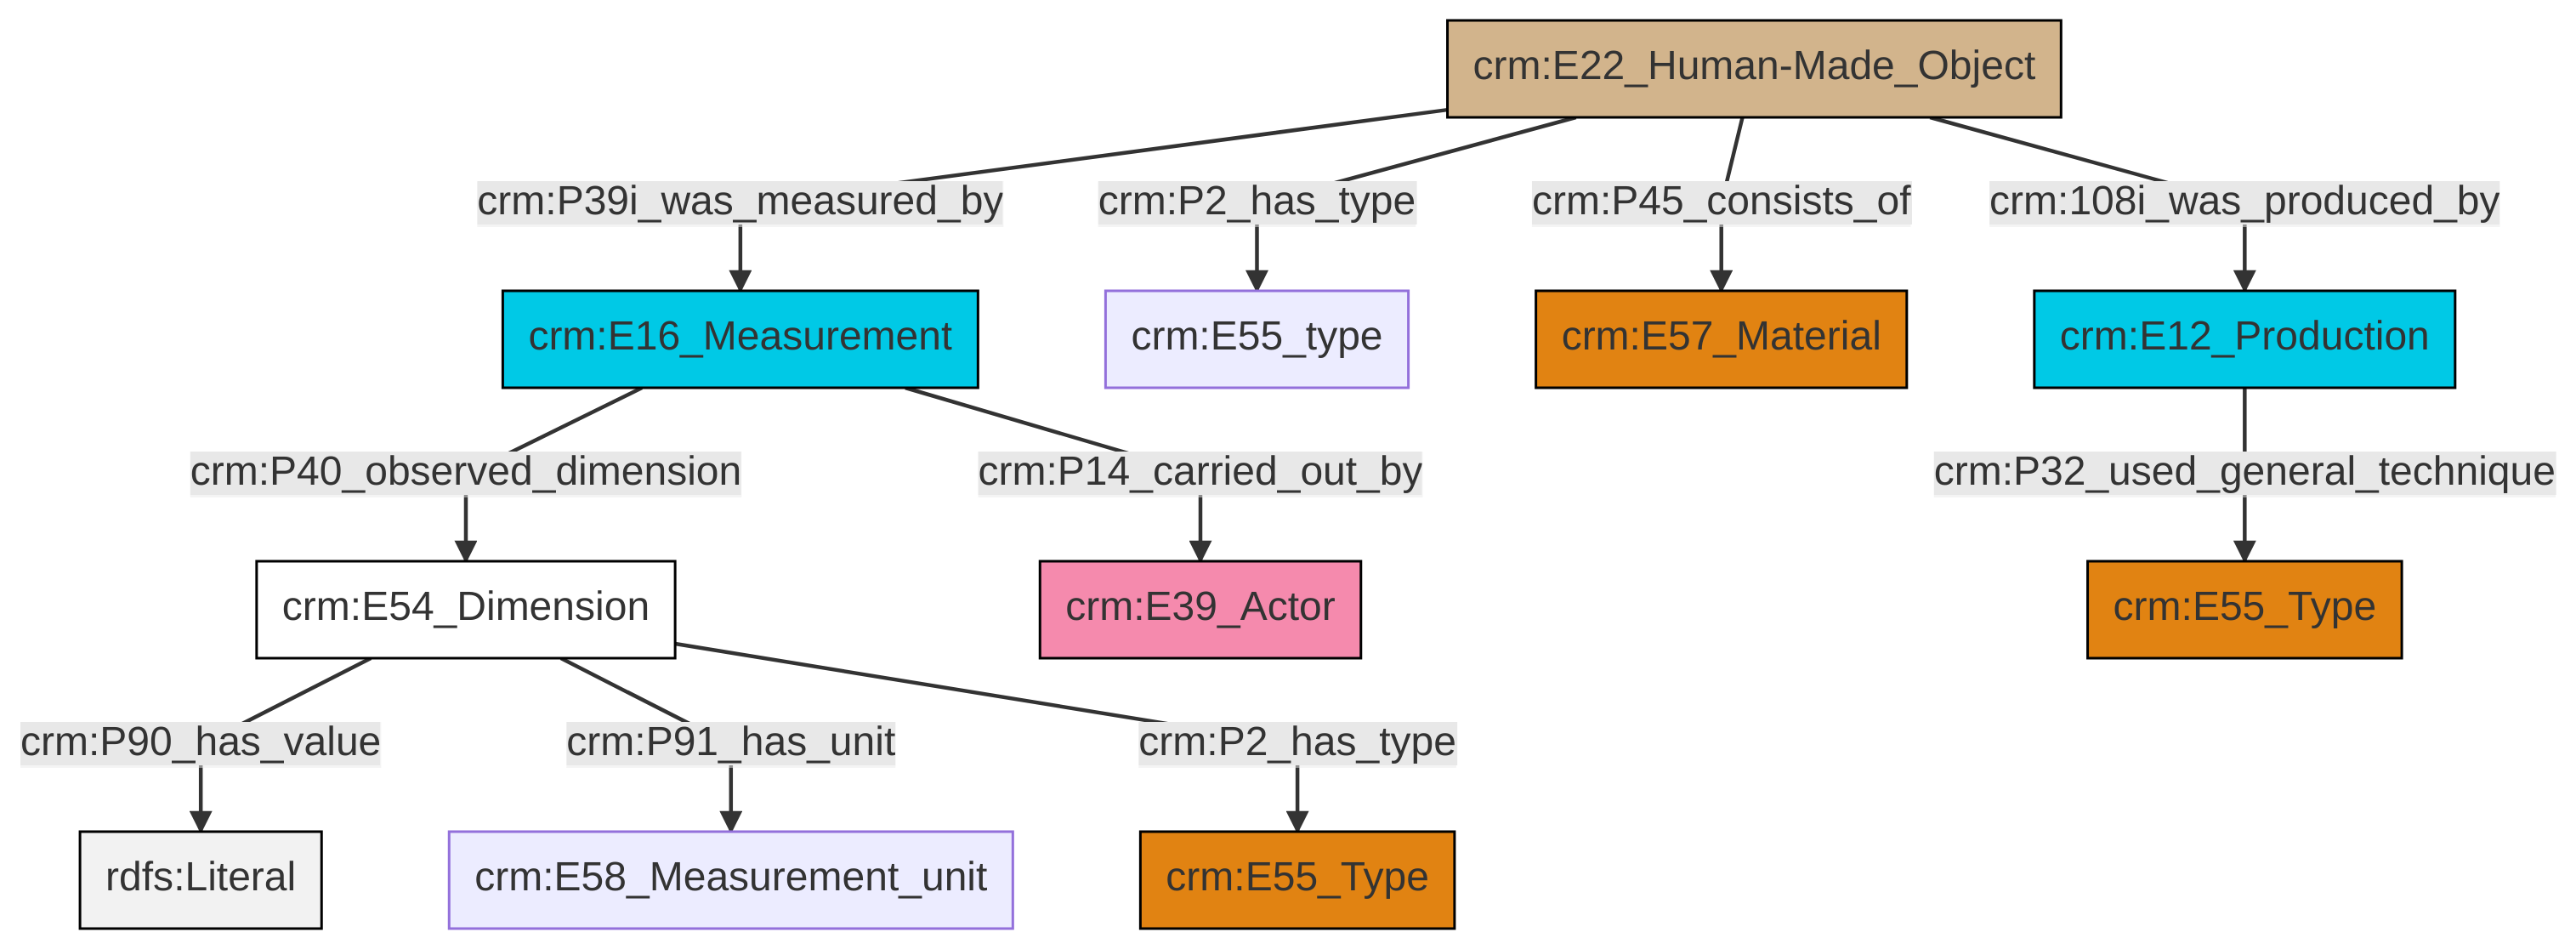 crm:E22_Human-Made_Object
crm:P39i_was_measured_by
crm:P2_has_type
crm:P45_consists_of
crm:108i_was_produced_by
crm:E16_Measurement
crm:E55_type
crm:E57_Material
crm:E12_Production
crm:P40_observed_dimension
crm:P14_carried_out_by
crm:P32_used_general_technique
crm:E54_Dimension
crm:E39_Actor
crm:E55_Type
crm:P90_has_value
crm:P91_has_unit
crm:P2_has_type
rdfs:Literal
crm:E58_Measurement_unit
crm:E55_Type